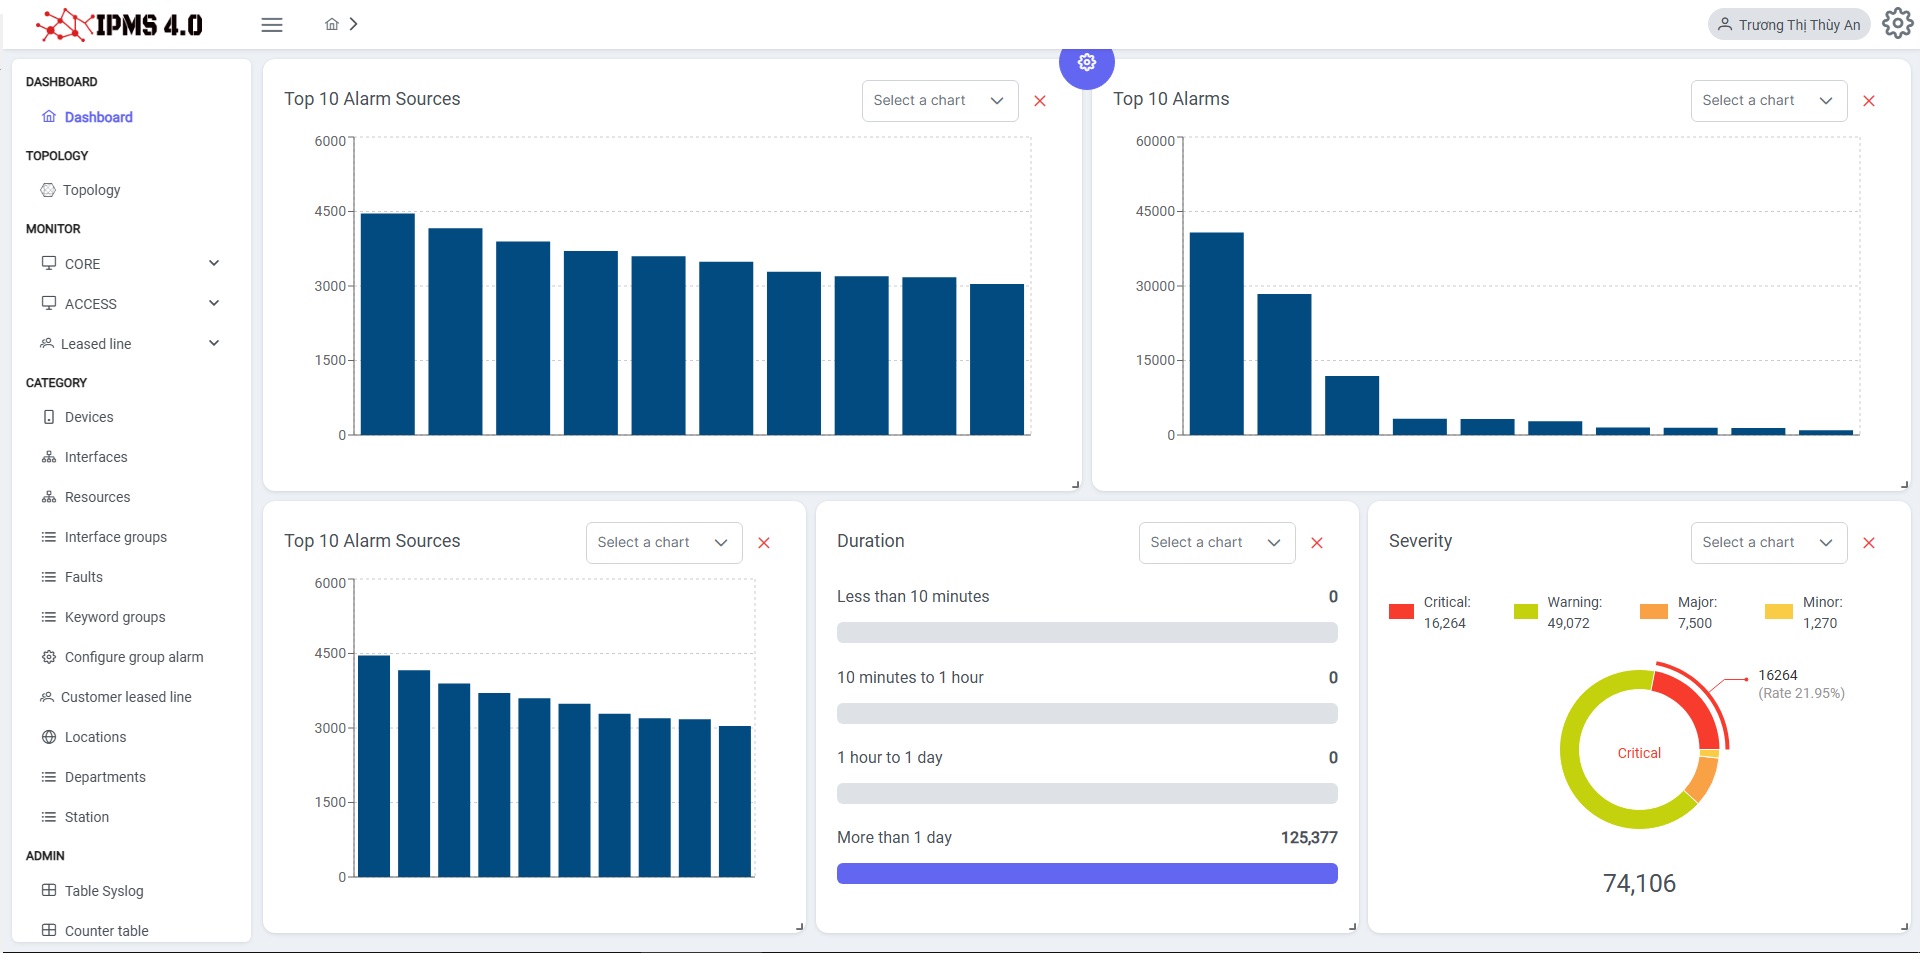 IPMS 4.0
Trương Thị Thùy An
DASHBOARD
Dashboard
TOPOLOGY
Topology
MONITOR
CORE
ACCESS
Leased line
CATEGORY
Devices
Interfaces
Resources
Interface groups
Faults
Keyword groups
Configure group alarm
Customer leased line
Locations
Departments
Station
ADMIN
Table Syslog
Counter table
Top 10 Alarm Sources
Select a chart
6000
4500
3000
1500
0
Top 10 Alarms
Select a chart
60000
45000
30000
15000
0
Top 10 Alarm Sources
Select a chart
6000
4500
3000
1500
0
Duration
Select a chart
Less than 10 minutes 0
10 minutes to 1 hour 0
1 hour to 1 day 0
More than 1 day 125,377
Severity
Select a chart
Critical: Warning: Major: Minor:
16,264 49,072 7,500 1,270
16264
(Rate 21.95%)
Critical
74,106